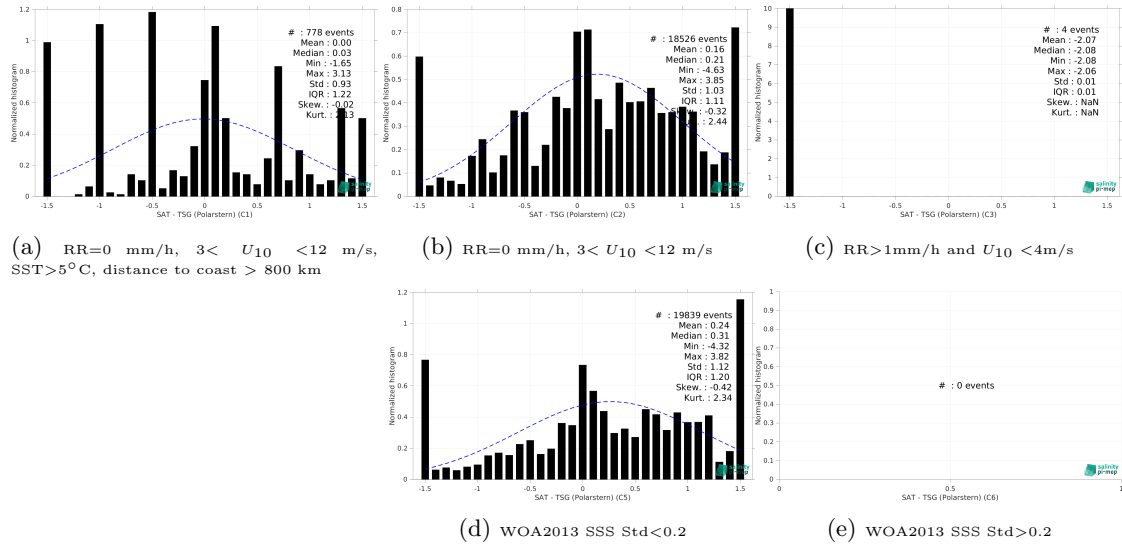 1.2
1
0.8
0.6
0.4
0.2
0
Normalized histogram
# : 778 events
Mean : 0.00
Median : 0.03
Min : -1.65
Max : 3.13
Std : 0.93
IQR : 1.22
Skew. : -0.02
Kurt. : 2.13
salinity
pi-mep
-1.5 -1 -0.5 0 0.5 1 1.5
SAT - TSG (Polarstern) (C1)
(a) RR=0 mm/h, 3< U10 <12 m/s,
SST>5°C, distance to coast > 800 km
0.8
0.7
0.6
0.5
0.4
0.3
0.2
0.1
0
Normalized histogram
# : 18526 events
Mean : 0.16
Median : 0.21
Min : -4.63
Max : 3.85
Std : 1.03
IQR : 1.11
Skew. : -0.32
Kurt. : 2.44
salinity
pi-mep
-1.5 -1 -0.5 0 0.5 1 1.5
SAT - TSG (Polarstern) (C2)
(b) RR=0 mm/h, 3< U10 <12 m/s
10
9
8
7
6
5
4
3
2
1
0
Normalized histogram
# : 4 events
Mean : -2.07
Median : -2.08
Min : -2.08
Max : -2.06
Std : 0.01
IQR : 0.01
Skew. : NaN
Kurt. : NaN
salinity
pi-mep
-1.5 -1 -0.5 0 0.5 1 1.5
SAT - TSG (Polarstern) (C3)
(c) RR>1mm/h and U10 <4m/s
1.2
1
0.8
0.6
0.4
0.2
0
Normalized histogram
# : 19839 events
Mean : 0.24
Median : 0.31
Min : -4.32
Max : 3.82
Std : 1.12
IQR : 1.20
Skew. : -0.42
Kurt. : 2.34
salinity
pi-mep
-1.5 -1 -0.5 0 0.5 1 1.5
SAT - TSG (Polarstern) (C5)
(d) WOA2013 SSS Std<0.2
1
0.9
0.8
0.7
0.6
0.5
0.4
0.3
0.2
0.1
0
Normalized histogram
# : 0 events
salinity
pi-mep
0 0.5 1
SAT - TSG (Polarstern) (C6)
(e) WOA2013 SSS Std>0.2